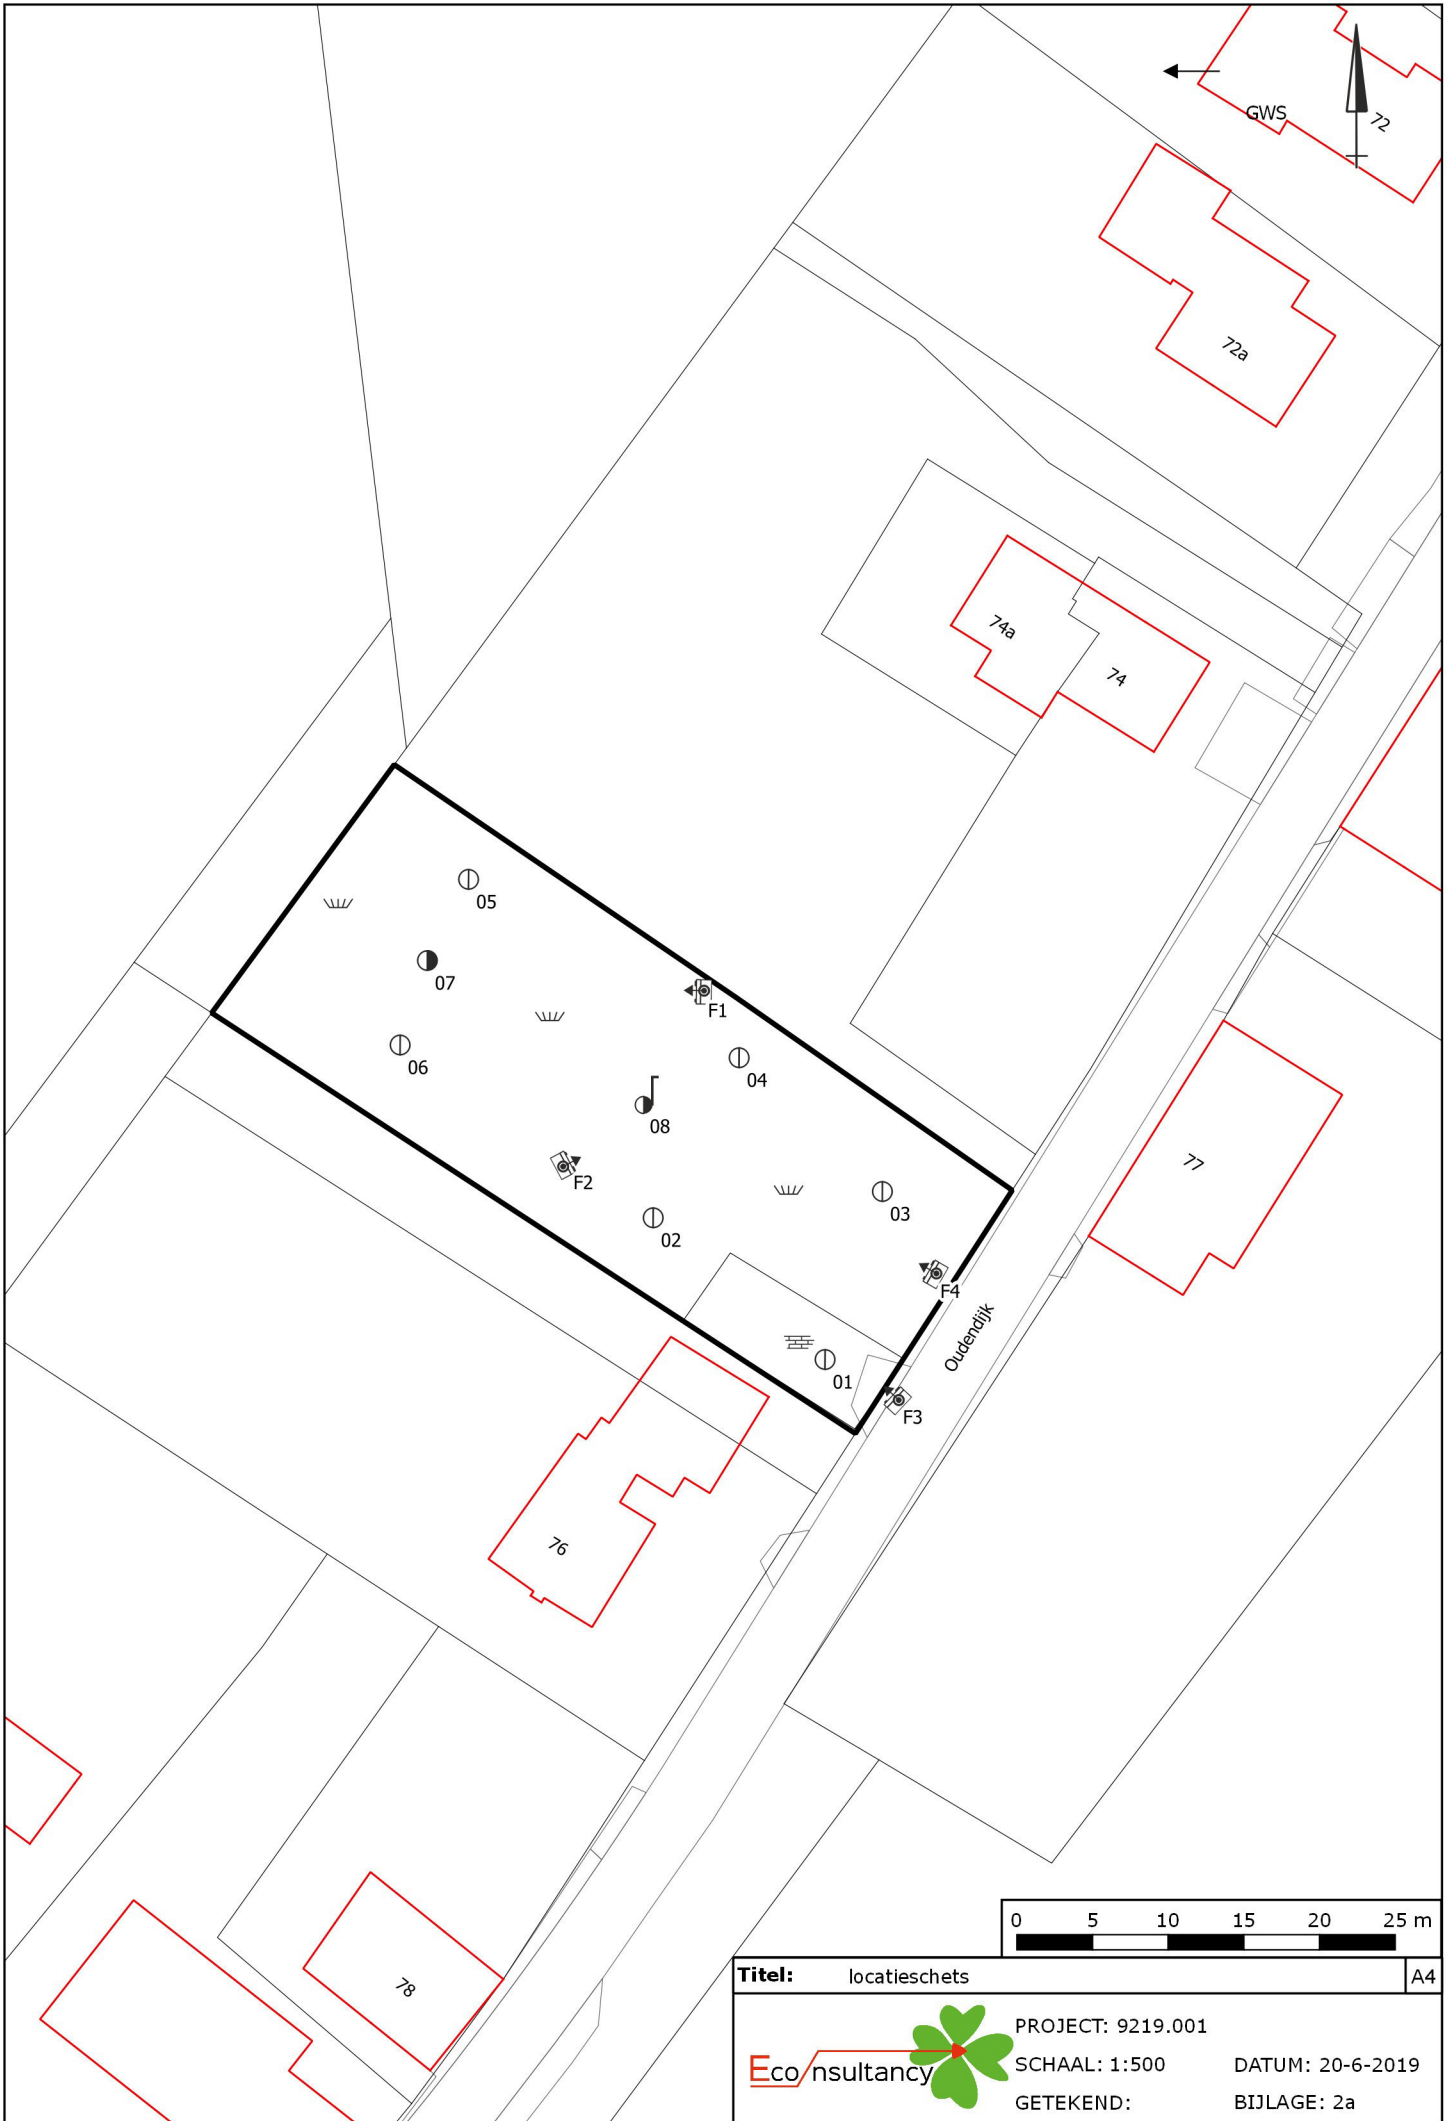 GWS
72
72a
74a
74
05
07
F1
06
04
08
F2
77
03
02
F4
Oudendijk
01
F3
76
78
0 5 10 15 20 25 m
Titel: locatieschets A4
Econsultancy
PROJECT: 9219.001
SCHAAL: 1:500 DATUM: 20-6-2019
GETEKEND: BIJLAGE: 2a